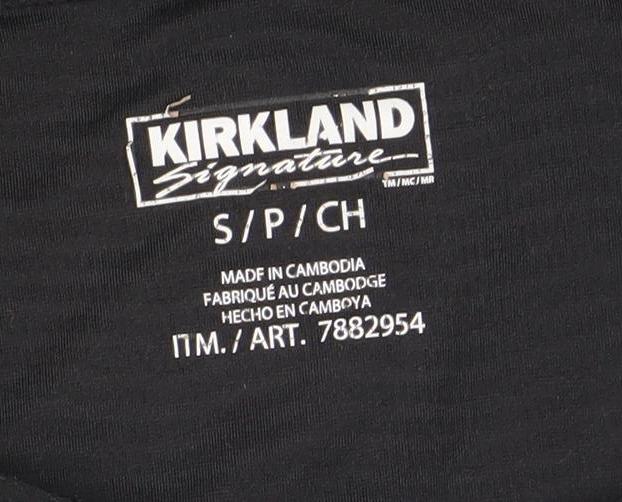 KIRKLAND
Signature
TM/MC/MR
S / P / CH
MADE IN CAMBODIA
FABRIQUÉ AU CAMBODGE
HECHO EN CAMBOYA
ITM. / ART. 7882954